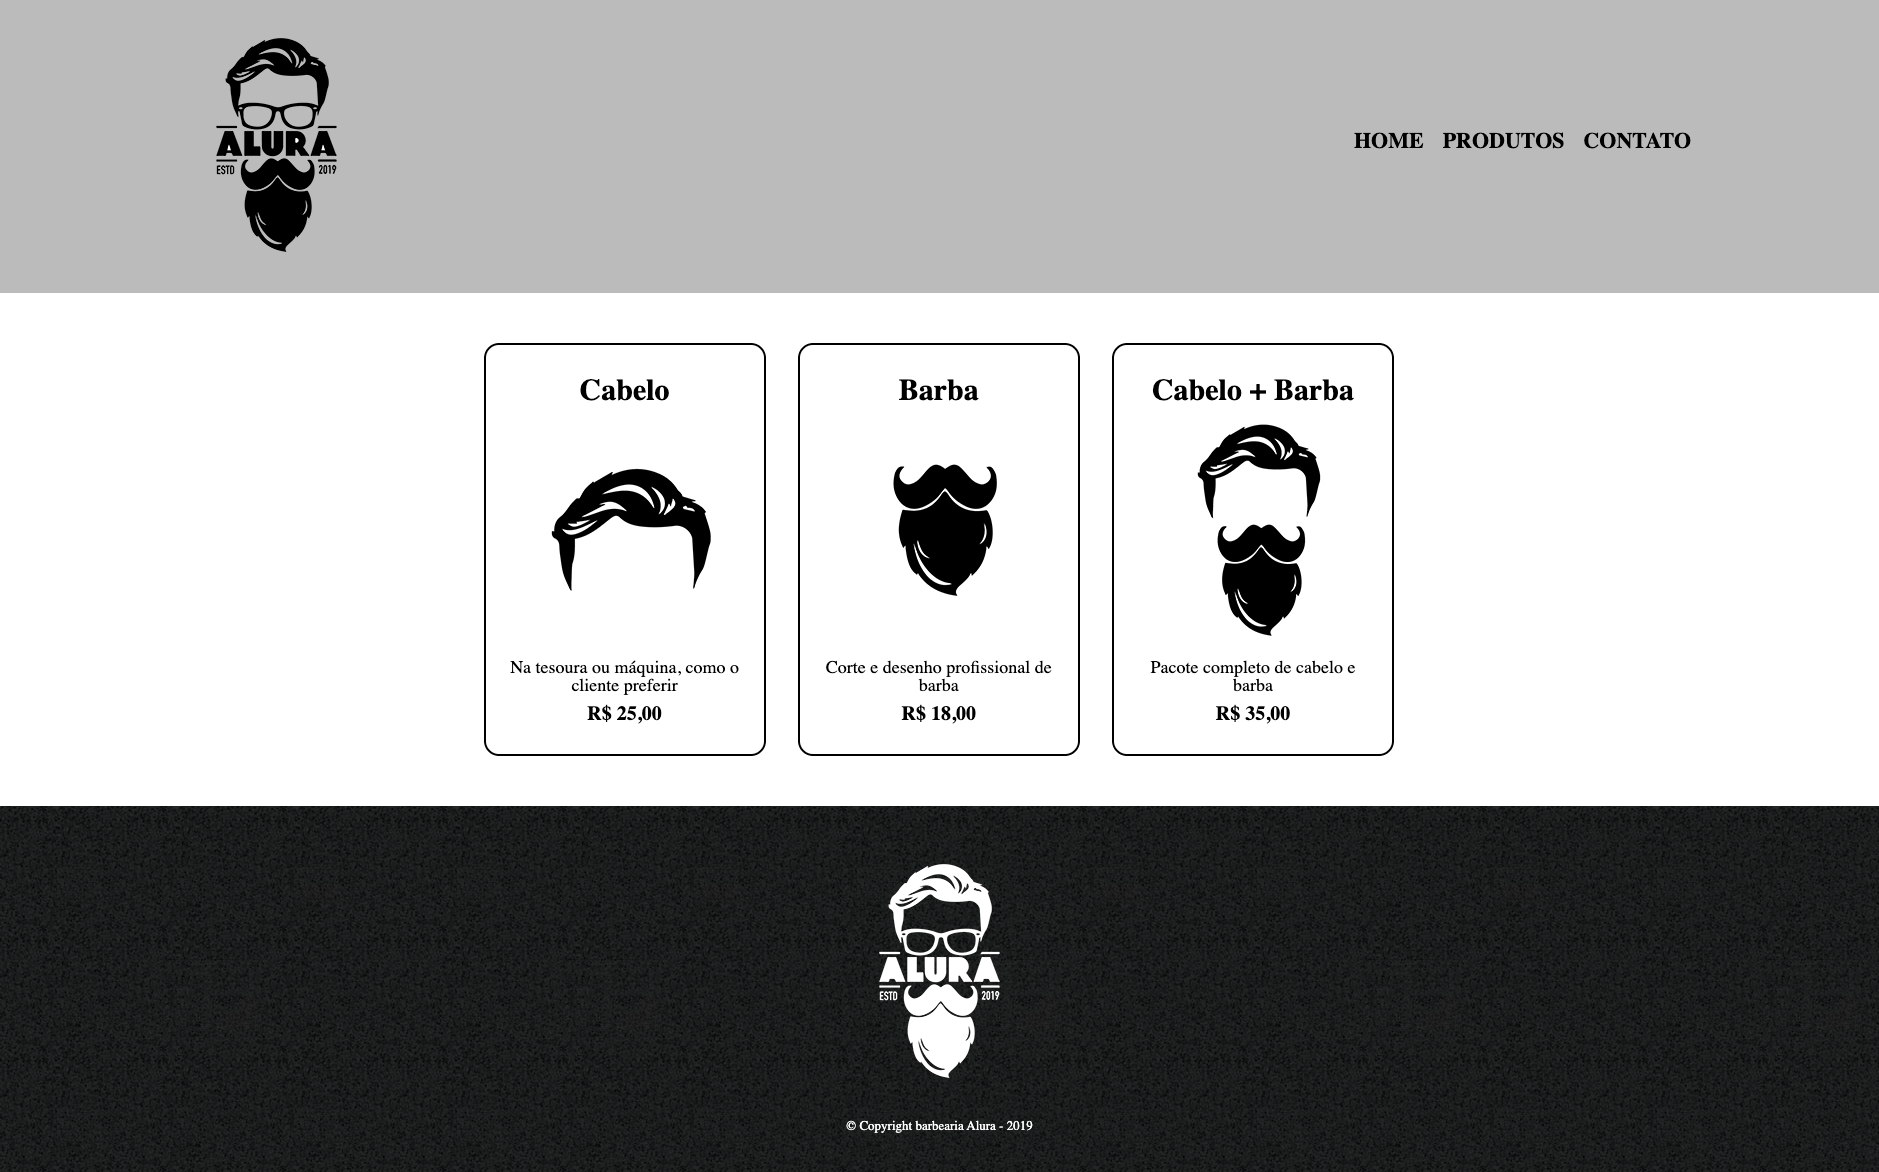 ALURA
ESTD 2019
HOME PRODUTOS CONTATO
Cabelo
Na tesoura ou máquina, como o
cliente preferir
R$ 25,00
Barba
Corte e desenho profissional de
barba
R$ 18,00
Cabelo + Barba
Pacote completo de cabelo e
barba
R$ 35,00
ALURA
ESTD 2019
© Copyright barbearia Alura - 2019